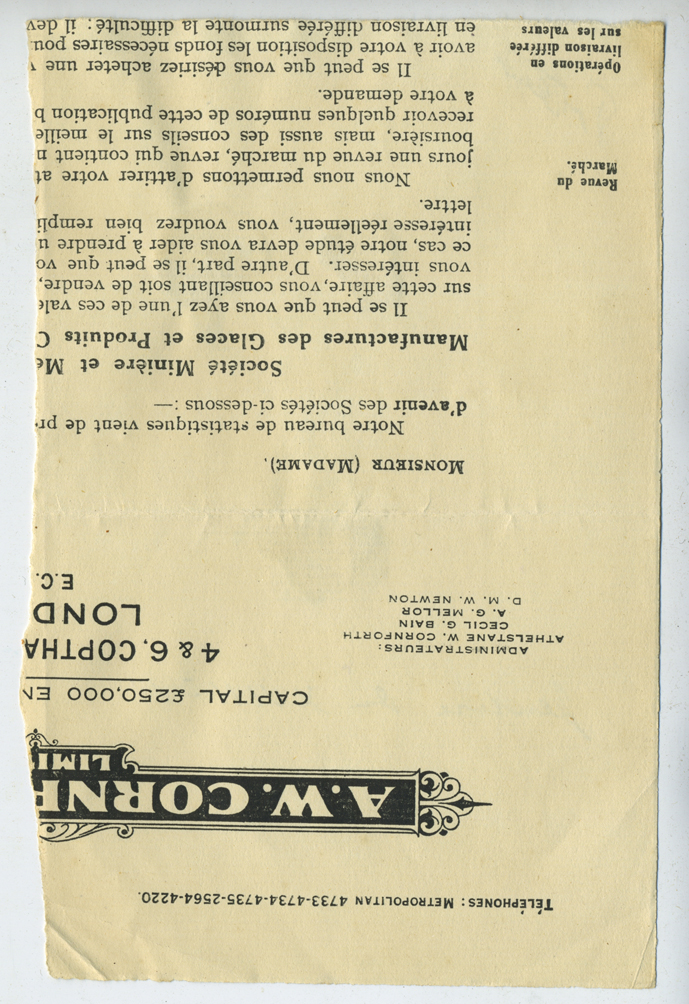 TÉLÉPHONES: METROPOLITAN 4733-4734-4735-2564-4220.
A.W. CORNF
LIMI
CAPITAL £250,000 EN
ADMINISTRATEURS:
ATHELSTANE W. CORNFORTH
CECIL G. BAIN
A. G. MELLOR
D. M. W. NEWTON
4 & 6, COPTHA
LOND
E.C.
MONSIEUR (MADAME),
Notre bureau de statistiques vient de pr
d'avenir des Sociétés ci-dessous :—
Société Minière et Mé
Manufactures des Glaces et Produits C
Il se peut que vous ayez l'une de ces vale
sur cette affaire, vous conseillant soit de vendre,
vous intéresser. D'autre part, il se peut que vo
ce cas, notre étude devra vous aider à prendre u
intéresse réellement, vous voudrez bien rempli
lettre.
Revue du
Marché.
Nous nous permettons d'attirer votre at
jours une revue du marché, revue qui contient n
boursière, mais aussi des conseils sur le meille
recevoir quelques numéros de cette publication b
à votre demande.
Opérations en
livraison différée
sur les valeurs
Il se peut que vous désiriez acheter une v
avoir à votre disposition les fonds nécessaires pou
en livraison différée surmonte la difficulté: il dev